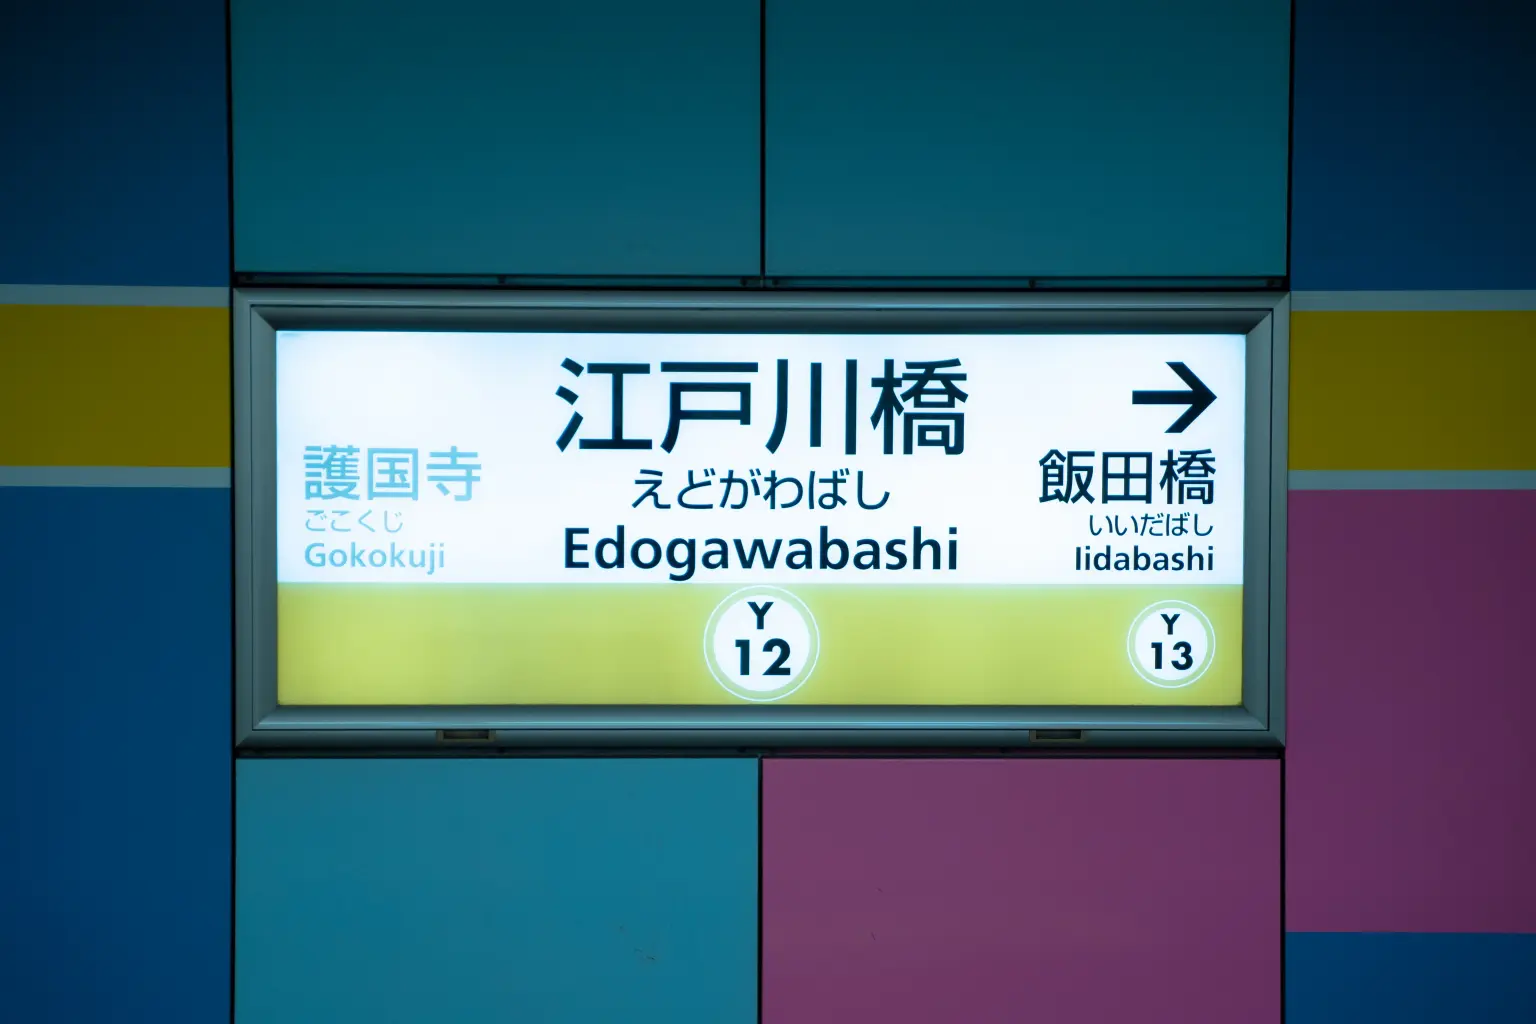 江戸川橋
えどがわばし
Edogawabashi
Y
12
護国寺
ごこくじ
Gokokuji
→
飯田橋
いいだばし
Iidabashi
Y
13